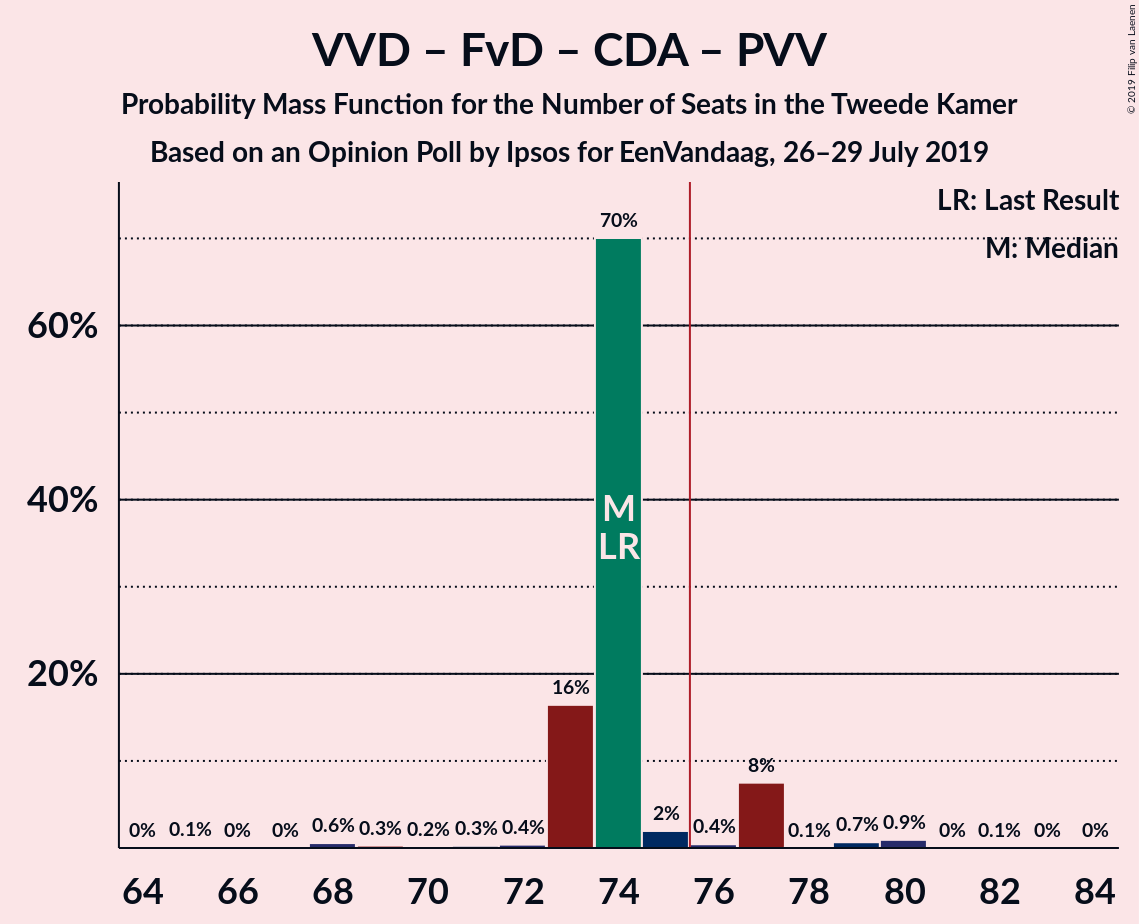 VVD – FvD – CDA – PVV
Probability Mass Function for the Number of Seats in the Tweede Kamer
Based on an Opinion Poll by Ipsos for EenVandaag, 26–29 July 2019
© 2019 Filip van Laenen
LR: Last Result
M: Median
60%
40%
20%
70%
M
LR
0% 0.1% 0% 0% 0.6% 0.3% 0.2% 0.3% 0.4% 16% 2% 0.4% 8% 0.1% 0.7% 0.9% 0% 0.1% 0% 0%
64 66 68 70 72 74 76 78 80 82 84